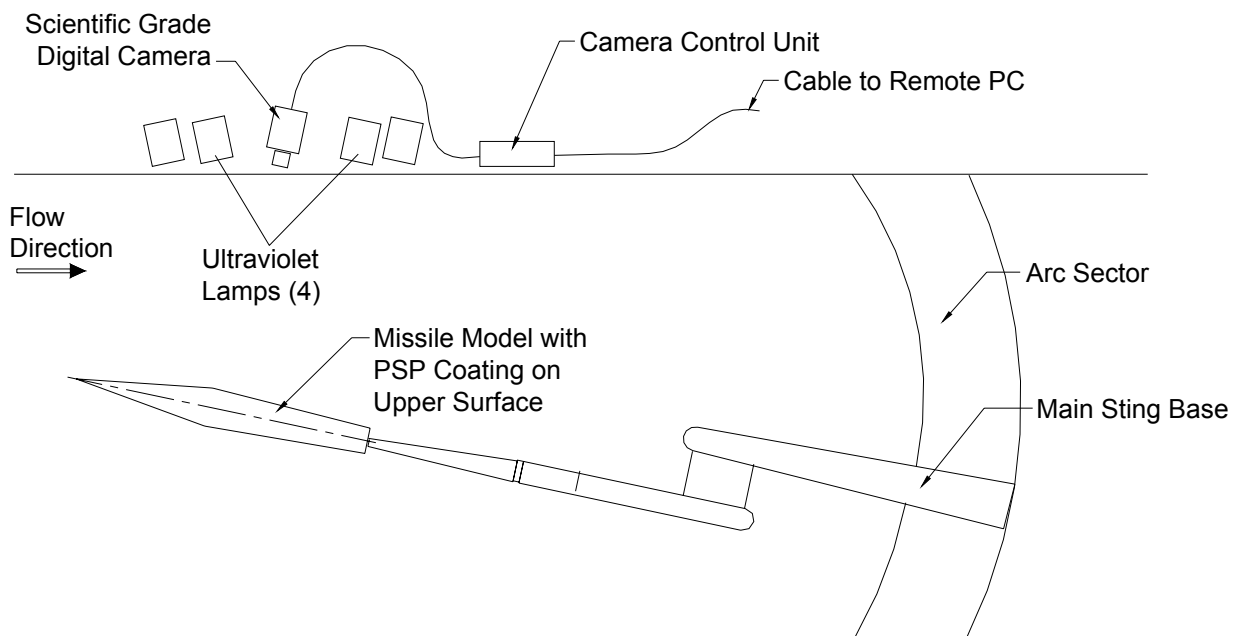 Scientific Grade
Digital Camera
Camera Control Unit
Cable to Remote PC
Flow
Direction
Ultraviolet
Lamps (4)
Arc Sector
Missile Model with
PSP Coating on
Upper Surface
Main Sting Base